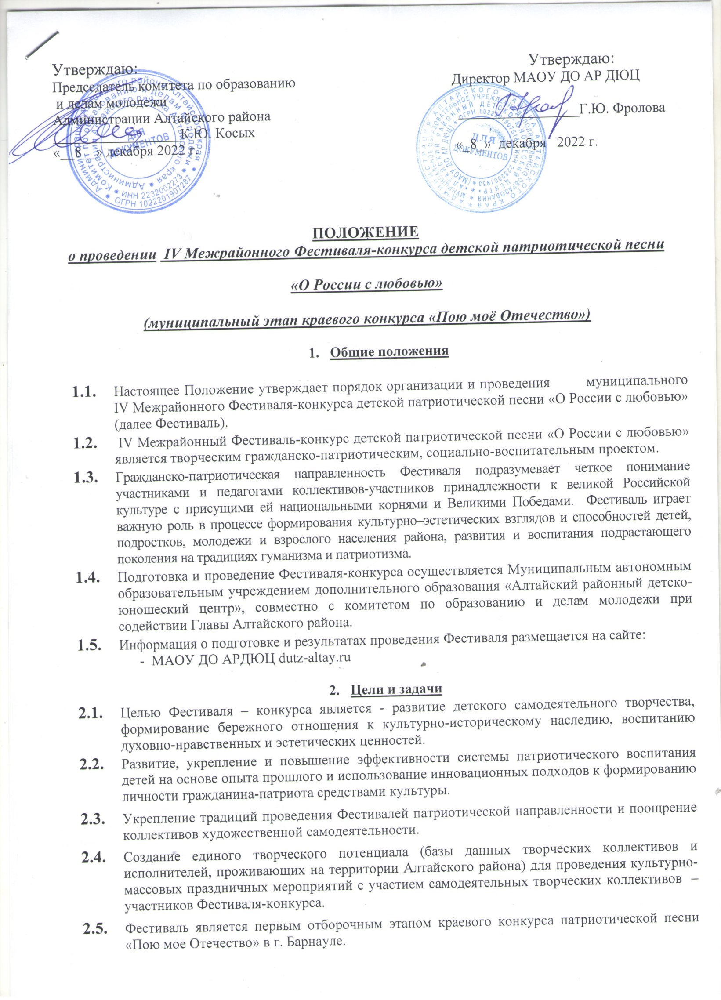 Утверждаю:
Председатель комитета по образованию
и делам молодежи
Администрации Алтайского района
К.Ю. Косых
«__8__» декабря 2022 г.
Утверждаю:
Директор МАОУ ДО АР ДЮЦ
Г.Ю. Фролова
«_8_» декабря 2022 г.
ДЛЯ
ДОКУМЕНТОВ
ИНН 2232002273
ОГРН 1022201907287
ДЛЯ
ДОКУМЕНТОВ
ПОЛОЖЕНИЕ
о проведении IV Межрайонного Фестиваля-конкурса детской патриотической песни
«О России с любовью»
(муниципальный этап краевого конкурса «Пою моё Отечество»)
1. Общие положения
1.1. Настоящее Положение утверждает порядок организации и проведения муниципального
IV Межрайонного Фестиваля-конкурса детской патриотической песни «О России с любовью»
(далее Фестиваль).
1.2. IV Межрайонный Фестиваль-конкурс детской патриотической песни «О России с любовью»
является творческим гражданско-патриотическим, социально-воспитательным проектом.
1.3. Гражданско-патриотическая направленность Фестиваля подразумевает четкое понимание
участниками и педагогами коллективов-участников принадлежности к великой Российской
культуре с присущими ей национальными корнями и Великими Победами. Фестиваль играет
важную роль в процессе формирования культурно–эстетических взглядов и способностей детей,
подростков, молодежи и взрослого населения района, развития и воспитания подрастающего
поколения на традициях гуманизма и патриотизма.
1.4. Подготовка и проведение Фестиваля-конкурса осуществляется Муниципальным автономным
образовательным учреждением дополнительного образования «Алтайский районный детско-
юношеский центр», совместно с комитетом по образованию и делам молодежи при
содействии Главы Алтайского района.
1.5. Информация о подготовке и результатах проведения Фестиваля размещается на сайте:
- МАОУ ДО АРДЮЦ dutz-altay.ru
2. Цели и задачи
2.1. Целью Фестиваля – конкурса является - развитие детского самодеятельного творчества,
формирование бережного отношения к культурно-историческому наследию, воспитанию
духовно-нравственных и эстетических ценностей.
2.2. Развитие, укрепление и повышение эффективности системы патриотического воспитания
детей на основе опыта прошлого и использование инновационных подходов к формированию
личности гражданина-патриота средствами культуры.
2.3. Укрепление традиций проведения Фестивалей патриотической направленности и поощрение
коллективов художественной самодеятельности.
2.4. Создание единого творческого потенциала (базы данных творческих коллективов и
исполнителей, проживающих на территории Алтайского района) для проведения культурно-
массовых праздничных мероприятий с участием самодеятельных творческих коллективов –
участников Фестиваля-конкурса.
2.5. Фестиваль является первым отборочным этапом краевого конкурса патриотической песни
«Пою мое Отечество» в г. Барнауле.